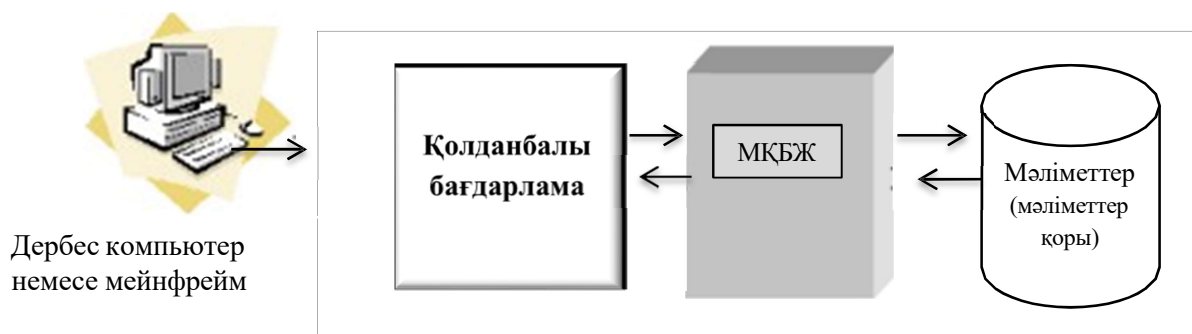 Қолданбалы
бағдарлама
МҚБЖ
Мәліметтер
(мәліметтер
қоры)
Дербес компьютер
немесе мейнфрейм